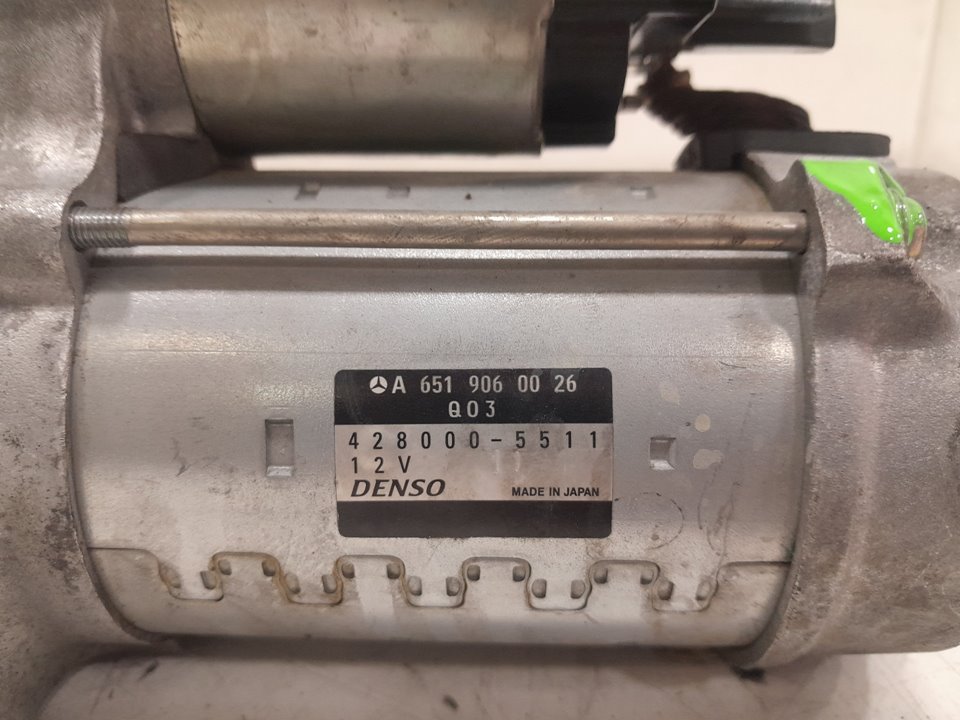 A 651 906 00 26
Q03
428000-5511
12V
DENSO
MADE IN JAPAN